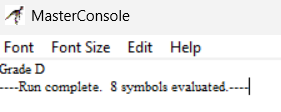 MasterConsole
Font Font Size Edit Help
Grade D
----Run complete.  8 symbols evaluated.----